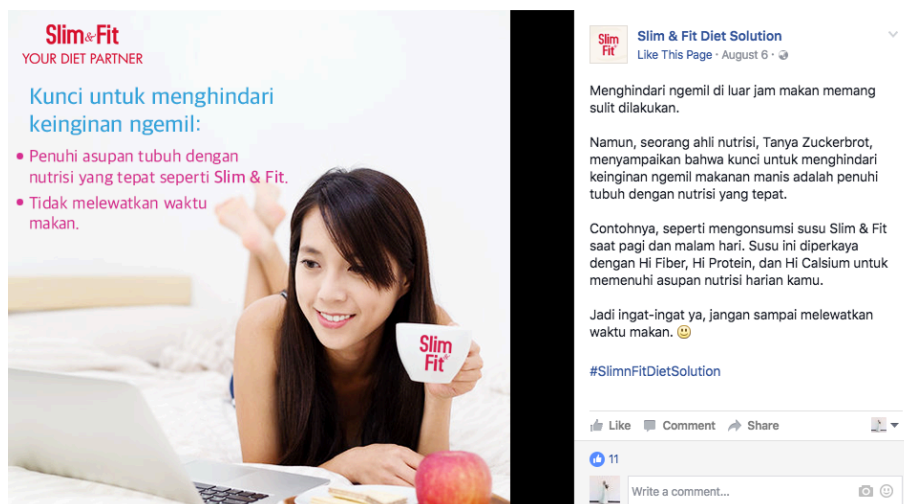 Slim & Fit
YOUR DIET PARTNER
Kunci untuk menghindari
keinginan ngemil:
• Penuhi asupan tubuh dengan
nutrisi yang tepat seperti Slim & Fit.
• Tidak melewatkan waktu
makan.
Slim
& Fit
Slim
Fit
Slim & Fit Diet Solution
Like This Page · August 6 ·
Menghindari ngemil di luar jam makan memang
sulit dilakukan.
Namun, seorang ahli nutrisi, Tanya Zuckerbrot,
menyampaikan bahwa kunci untuk menghindari
keinginan ngemil makanan manis adalah penuhi
tubuh dengan nutrisi yang tepat.
Contohnya, seperti mengonsumsi susu Slim & Fit
saat pagi dan malam hari. Susu ini diperkaya
dengan Hi Fiber, Hi Protein, dan Hi Calsium untuk
memenuhi asupan nutrisi harian kamu.
Jadi ingat-ingat ya, jangan sampai melewatkan
waktu makan. 🙂
#SlimnFitDietSolution
Like Comment Share
11
Write a comment...